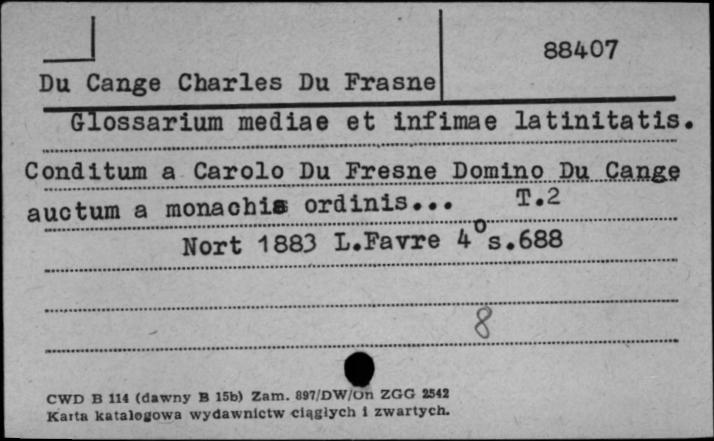 88407
Du Cange Charles Du Frasne
Glossarium mediae et infimae latinitatis.
Conditum a Carolo Du Fresne Domino Du Cange
auctum a monachis ordinis... T.2
Nort 1883 L.Favre 4⁰s.688
8
CWD B 114 (dawny B 15b) Zam. 897/DW/On ZGG 2542
Karta katalogowa wydawnictw ciągłych i zwartych.